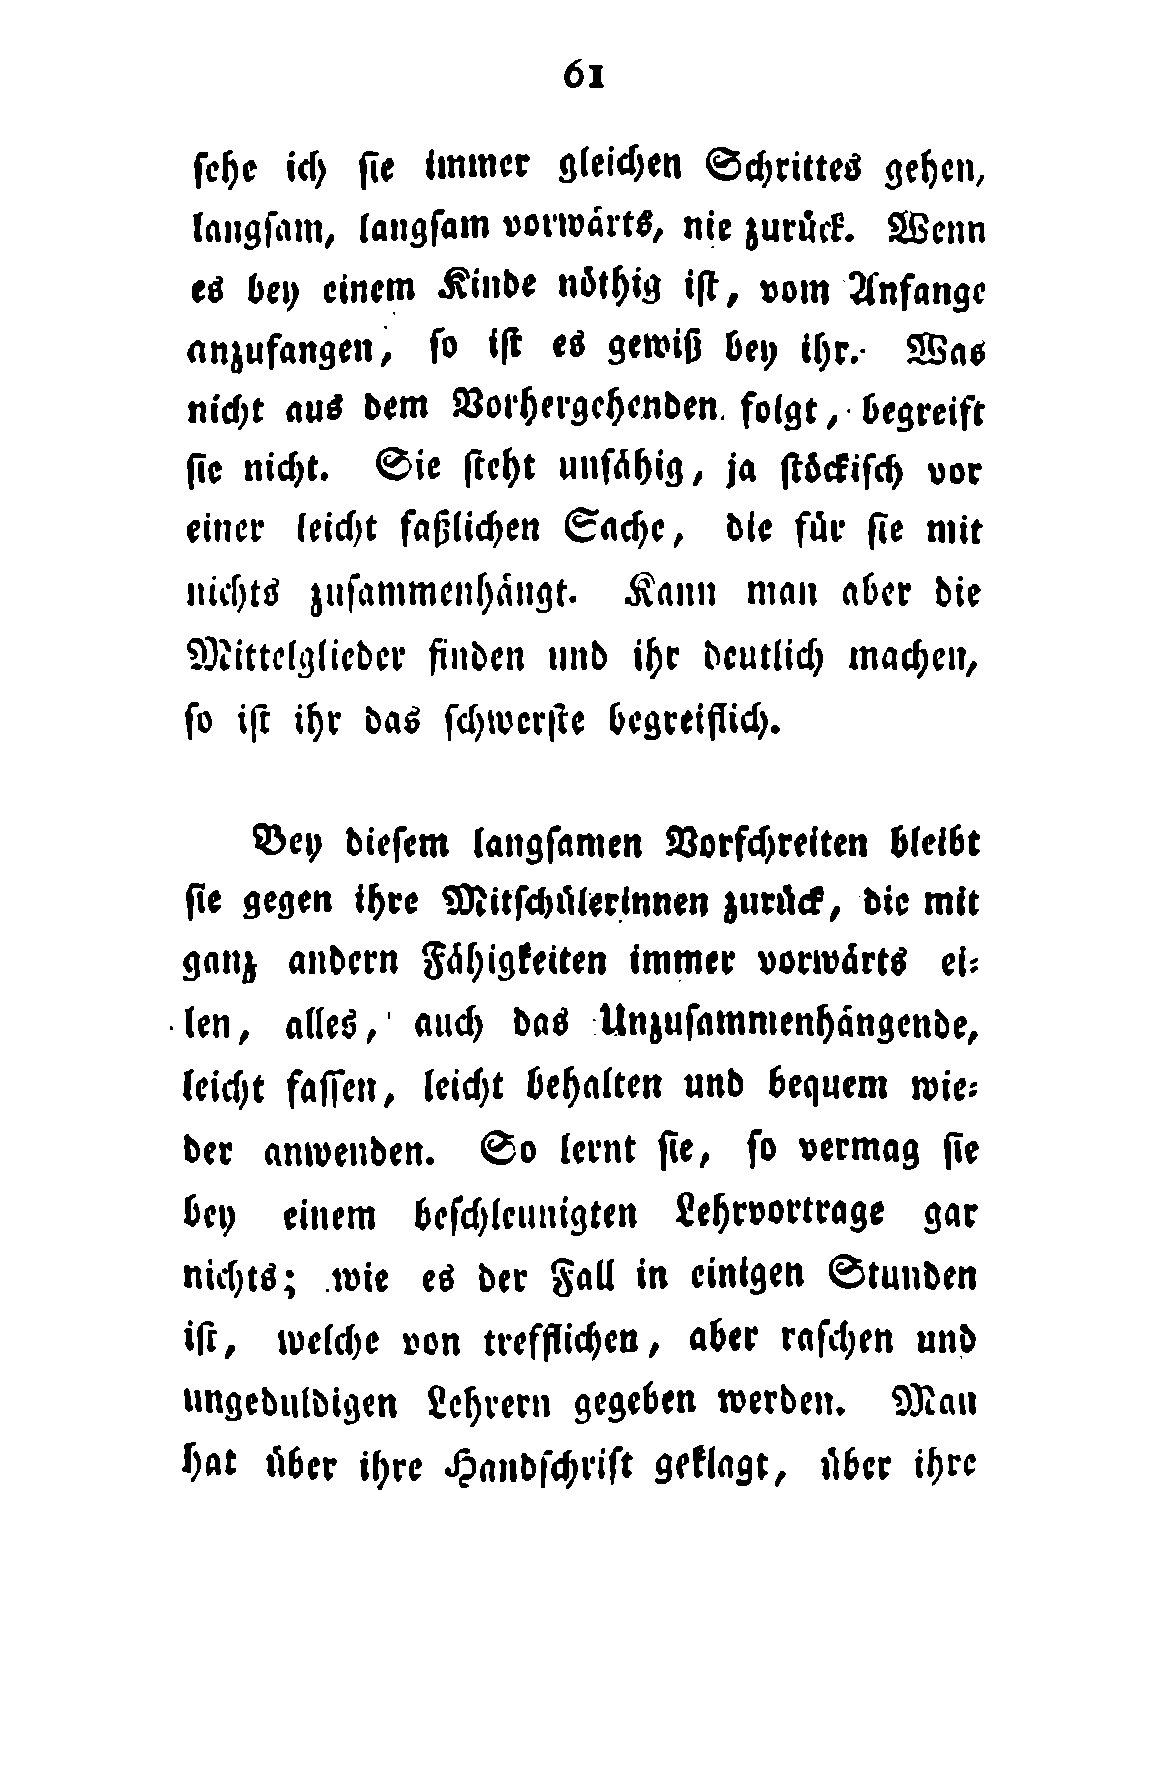 61
ſehe ich ſie immer gleichen Schrittes gehen,
langſam, langſam vorwärts, nie zurück. Wenn
es bey einem Kinde nöthig iſt, vom Anfange
anzufangen, ſo iſt es gewiß bey ihr. Was
nicht aus dem Vorhergehenden folgt, begreift
ſie nicht. Sie ſteht unfähig, ja ſtöckiſch vor
einer leicht faßlichen Sache, die für ſie mit
nichts zuſammenhängt. Kann man aber die
Mittelglieder finden und ihr deutlich machen,
ſo iſt ihr das ſchwerſte begreiflich.
Bey dieſem langſamen Vorſchreiten bleibt
ſie gegen ihre Mitſchülerinnen zurück, die mit
ganz andern Fähigkeiten immer vorwärts ei⸗
len, alles, auch das Unzuſammenhängende,
leicht faſſen, leicht behalten und bequem wie⸗
der anwenden. So lernt ſie, ſo vermag ſie
bey einem beſchleunigten Lehrvortrage gar
nichts; wie es der Fall in einigen Stunden
iſt, welche von trefflichen, aber raſchen und
ungeduldigen Lehrern gegeben werden. Man
hat über ihre Handſchrift geklagt, über ihre